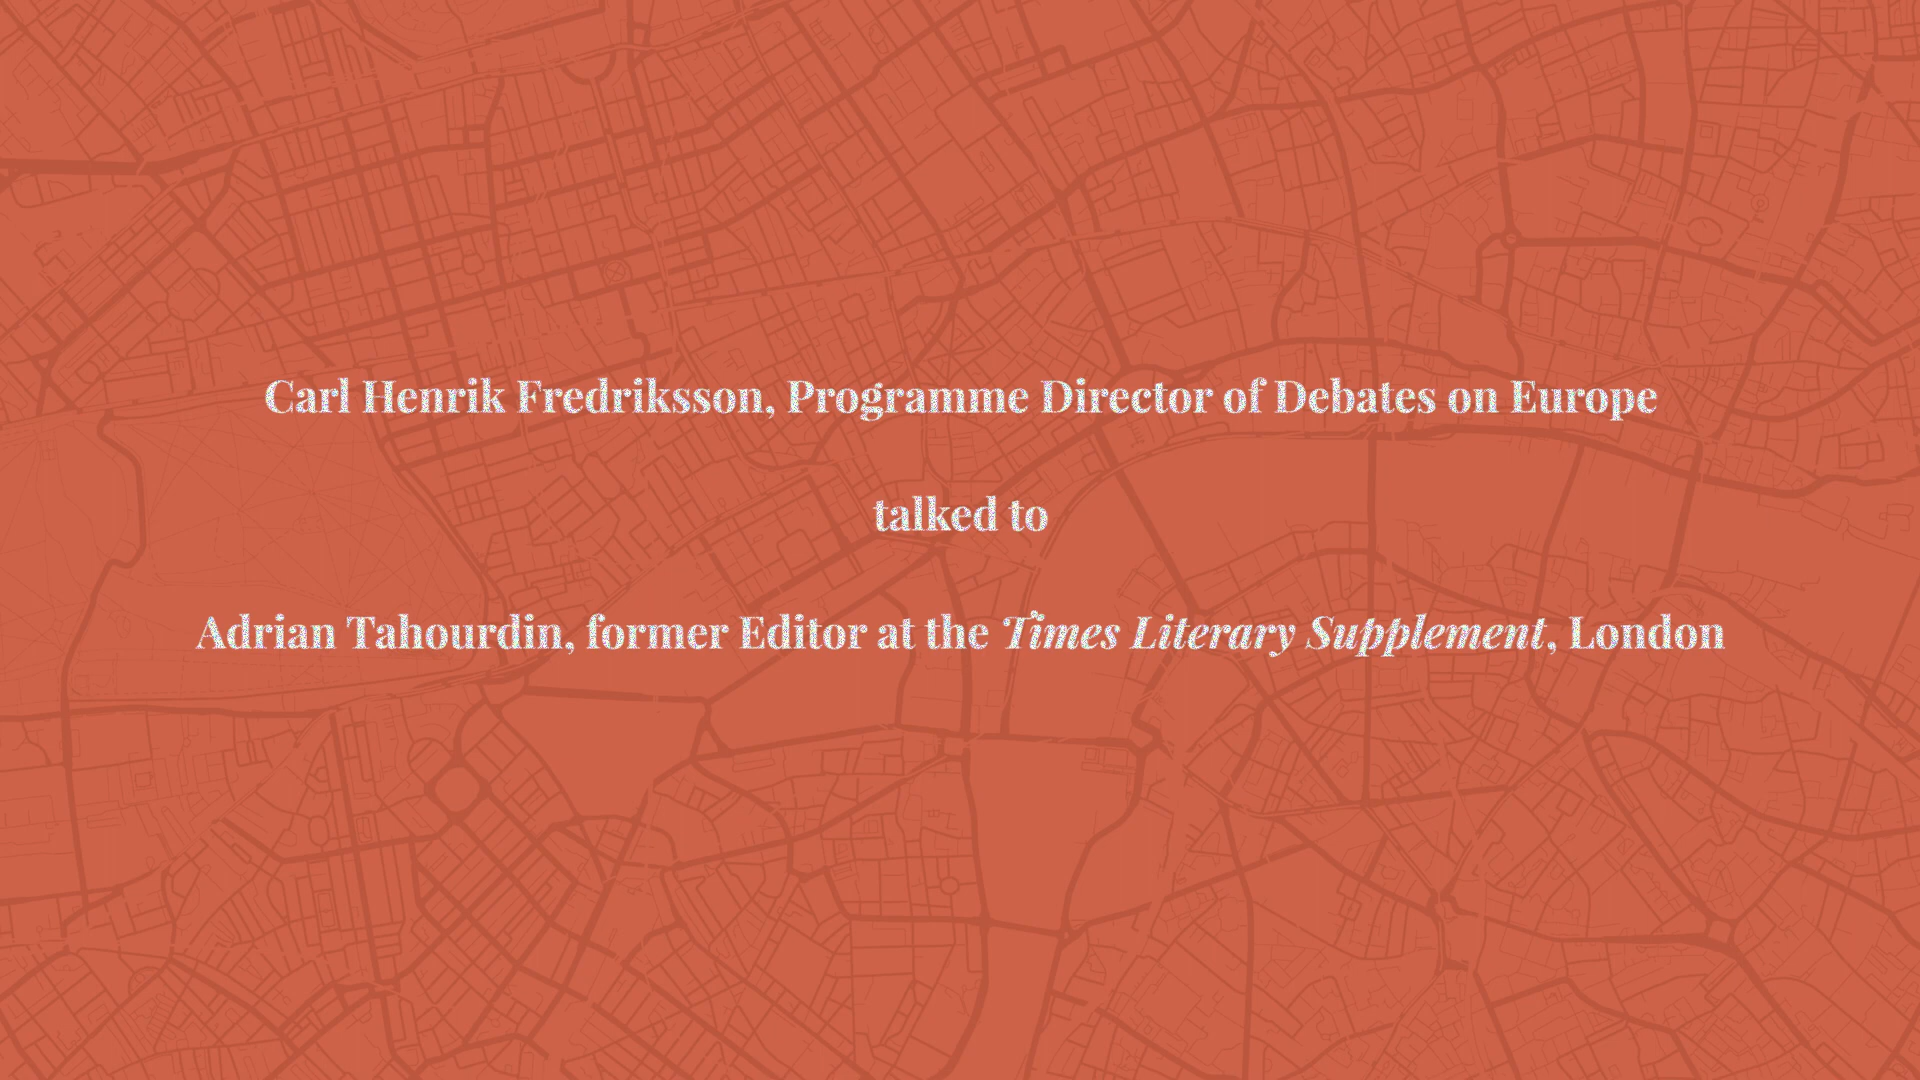 Carl Henrik Fredriksson, Programme Director of Debates on Europe
talked to
Adrian Tahourdin, former Editor at the Times Literary Supplement, London